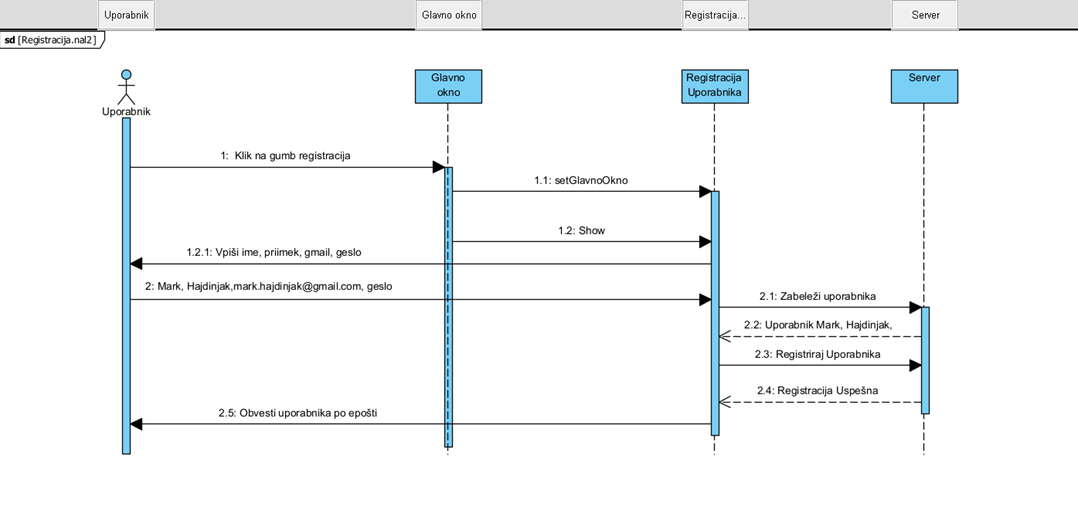 Uporabnik
Glavno okno
Registracija...
Server
sd [Registracija.nal2]
Uporabnik
Glavno
okno
Registracija
Uporabnika
Server
1: Klik na gumb registracija
1.1: setGlavnoOkno
1.2: Show
1.2.1: Vpiši ime, priimek, gmail, geslo
2: Mark, Hajdinjak,mark.hajdinjak@gmail.com, geslo
2.1: Zabeleži uporabnika
2.2: Uporabnik Mark, Hajdinjak,
2.3: Registriraj Uporabnika
2.4: Registracija Uspešna
2.5: Obvesti uporabnika po epošti